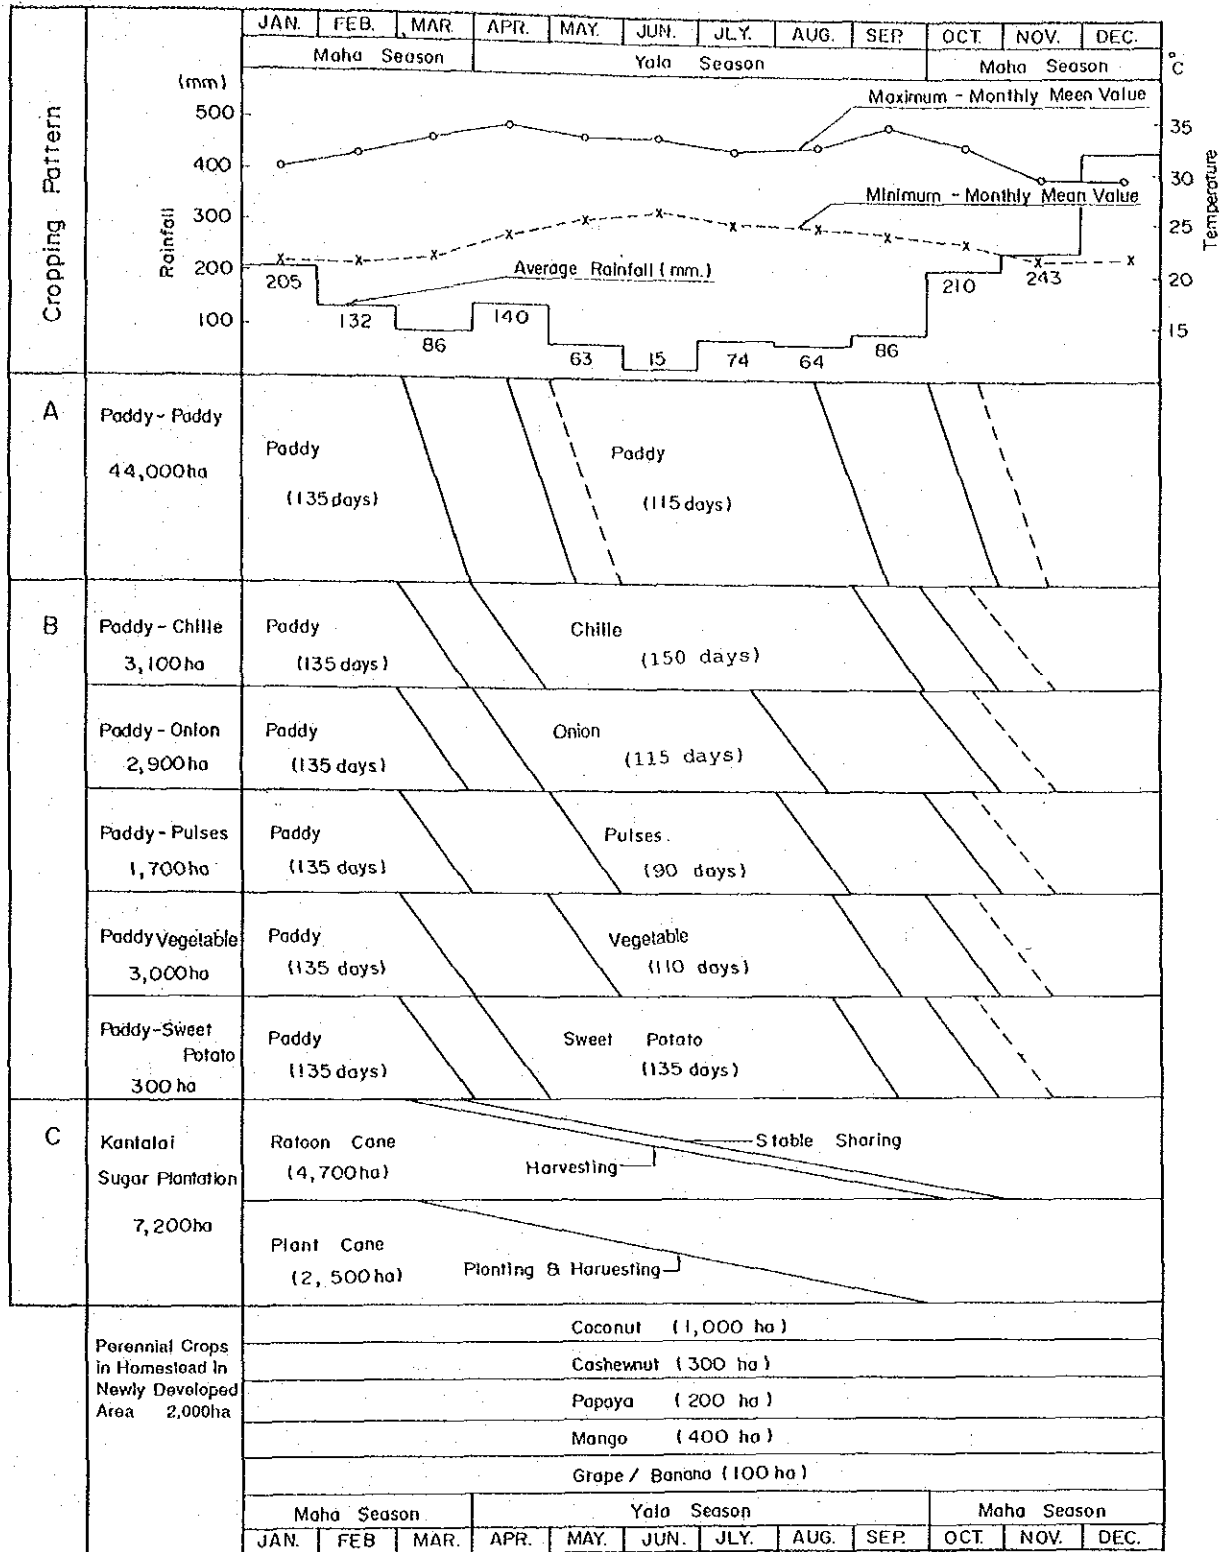 JAN. FEB. MAR. APR. MAY. JUN. JLY. AUG. SEP. OCT. NOV. DEC.
Maha Season Yala Season Maha Season
°C
(mm)
Maximum - Monthly Meen Value
500
400
300
200
100
35
30
25
20
15
Cropping Pattern
Rainfall
Temperature
Minimum - Monthly Mean Value
Average Rainfall (mm.)
205 132 86 140 63 15 74 64 86 210 243
A
Paddy - Paddy
44,000ha
Paddy
(135 days)
Paddy
(115 days)
B
Paddy - Chille
3,100ha
Paddy
(135 days)
Chille
(150 days)
Paddy - Onion
2,900ha
Paddy
(135 days)
Onion
(115 days)
Paddy - Pulses
1,700ha
Paddy
(135 days)
Pulses
(90 days)
Paddy Vegetable
3,000ha
Paddy
(135 days)
Vegetable
(110 days)
Paddy-Sweet
Potato
300 ha
Paddy
(135 days)
Sweet Potato
(135 days)
C
Kantalai
Sugar Plantation
7,200ha
Ratoon Cane
(4,700ha)
Harvesting
Stable Sharing
Plant Cane
(2,500ha)
Planting & Haruesting
Perennial Crops
in Homestead In
Newly Developed
Area 2,000ha
Coconut (1,000 ha)
Cashewnut (300 ha)
Papaya (200 ha)
Mango (400 ha)
Grape / Banana (100 ha)
Maha Season Yala Season Maha Season
JAN. FEB MAR. APR. MAY. JUN. JLY. AUG. SEP. OCT. NOV. DEC.